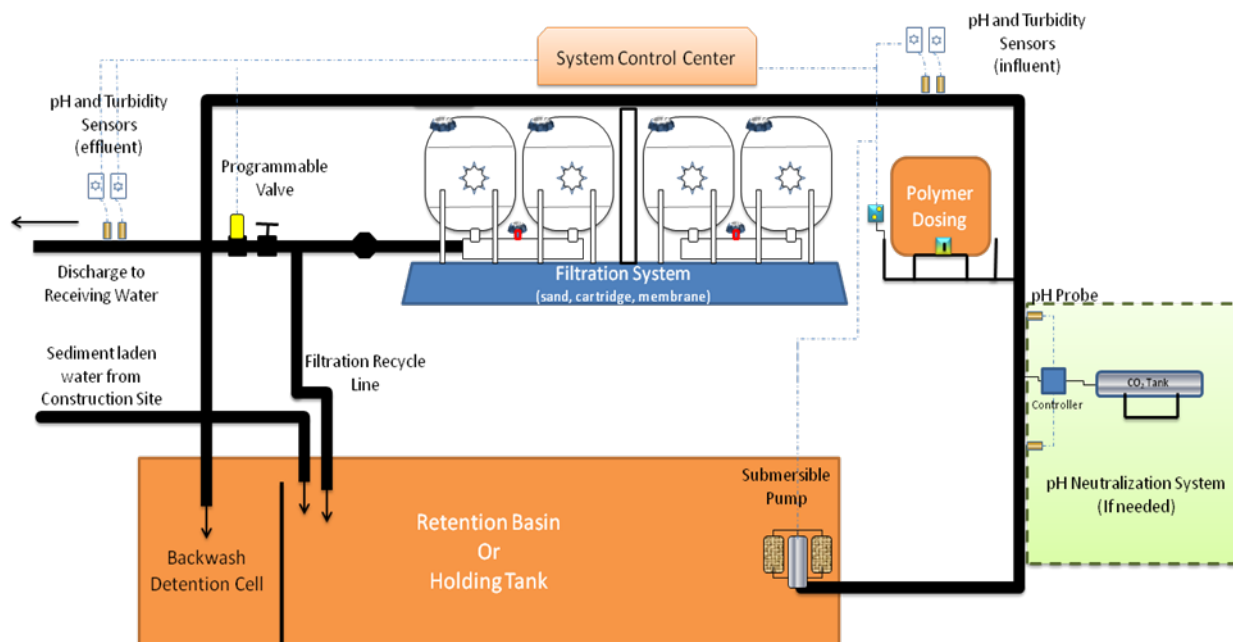 pH and Turbidity
Sensors
(influent)
System Control Center
pH and Turbidity
Sensors
(effluent)
Programmable
Valve
Polymer
Dosing
Discharge to
Receiving Water
Filtration System
(sand, cartridge, membrane)
pH Probe
Sediment laden
water from
Construction Site
Filtration Recycle
Line
CO₂ Tank
Controller
Submersible
Pump
pH Neutralization System
(If needed)
Retention Basin
Or
Holding Tank
Backwash
Detention Cell